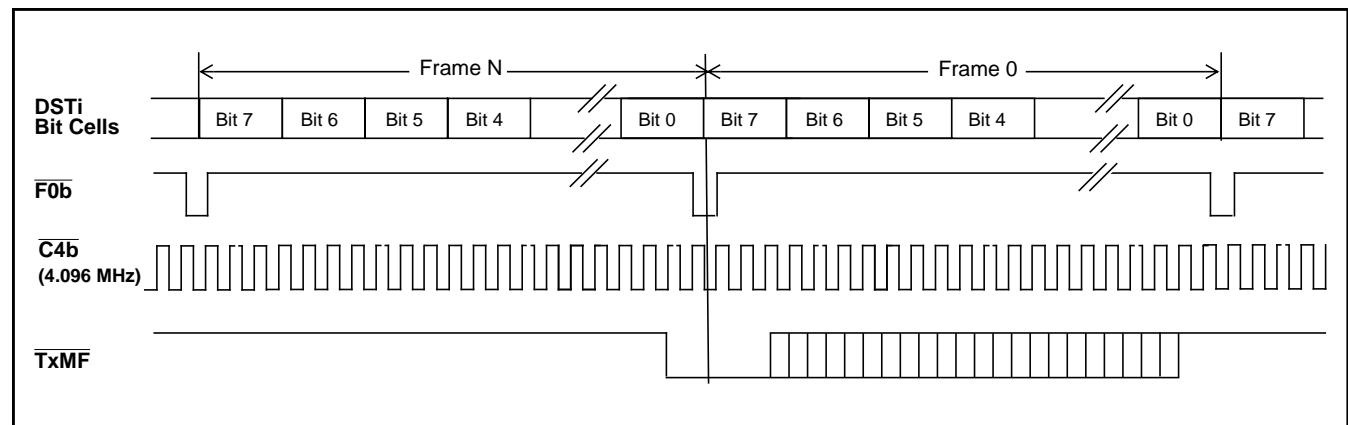 Frame N
Frame 0
DSTi
Bit Cells
Bit 7 Bit 6 Bit 5 Bit 4 Bit 0 Bit 7 Bit 6 Bit 5 Bit 4 Bit 0 Bit 7
F0b
C4b
(4.096 MHz)
TxMF